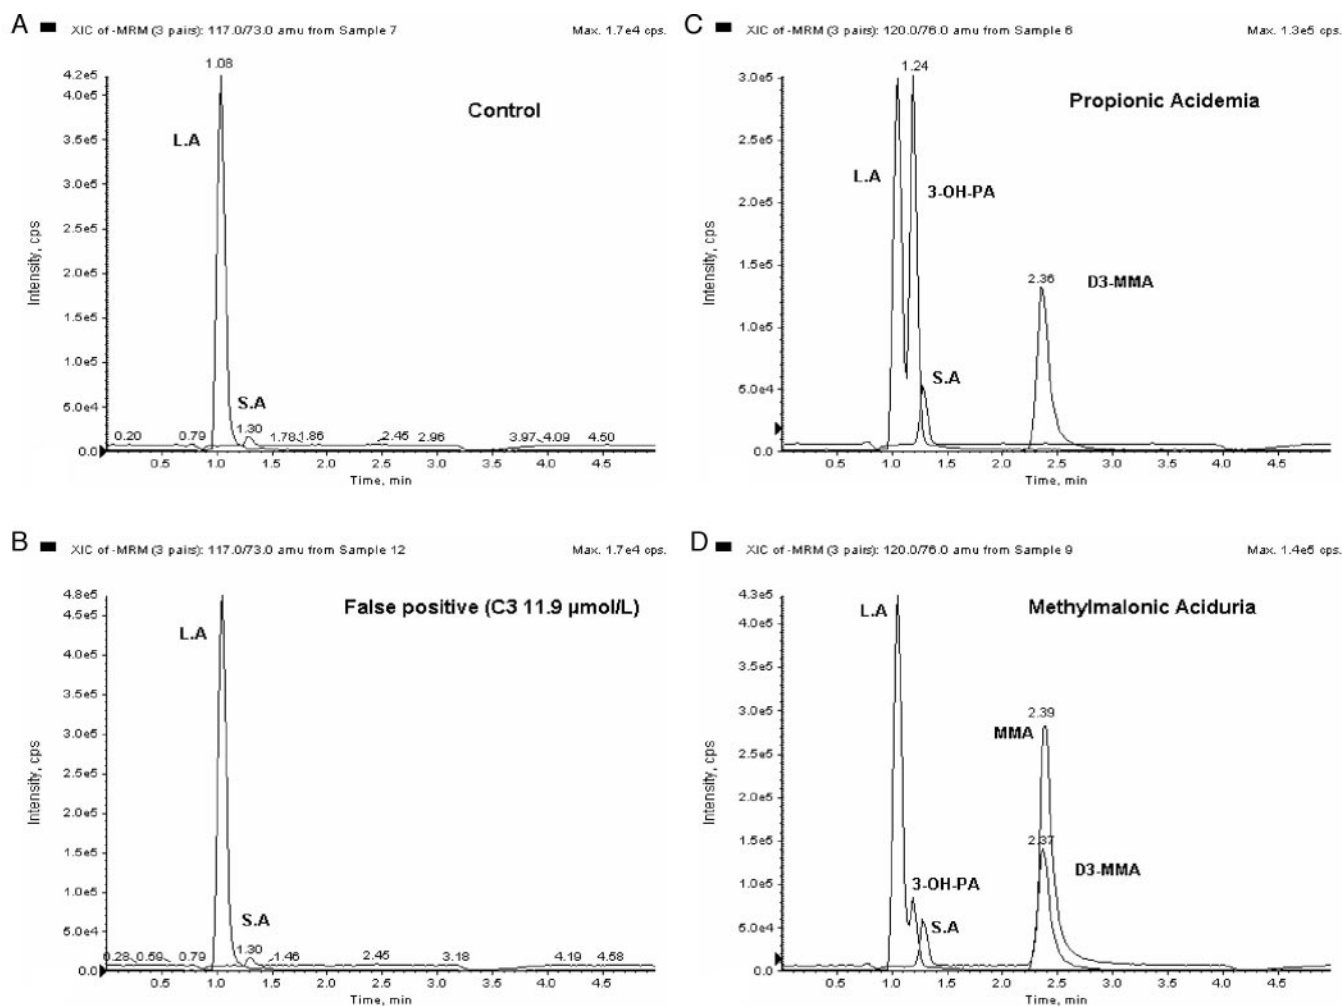 A XIC of -MRM (3 pairs): 117.0/73.0 amu from Sample 7 Max. 1.7e4 cps.
1.08
4.2e5
4.0e5
Control
3.5e5
L.A
3.0e5
2.5e5
Intensity, cps
2.0e5
1.5e5
1.0e5
5.0e4
S.A
0.20 0.79 1.30 1.78 1.86 2.45 2.96 3.97 4.09 4.50
0.0
0.5 1.0 1.5 2.0 2.5 3.0 3.5 4.0 4.5
Time, min
C XIC of -MRM (3 pairs): 120.0/76.0 amu from Sample 6 Max. 1.3e5 cps.
1.24
3.0e5
Propionic Acidemia
2.5e5
L.A
3-OH-PA
2.0e5
Intensity, cps
1.5e5
2.36
D3-MMA
1.0e5
S.A
5.0e4
0.0
0.5 1.0 1.5 2.0 2.5 3.0 3.5 4.0 4.5
Time, min
B XIC of -MRM (3 pairs): 117.0/73.0 amu from Sample 12 Max. 1.7e4 cps.
4.8e5
4.5e5
False positive (C3 11.9 µmol/L)
L.A
4.0e5
3.5e5
3.0e5
2.5e5
Intensity, cps
2.0e5
1.5e5
1.0e5
S.A
5.0e4
0.28 0.59 0.79 1.30 1.46 2.45 3.18 4.19 4.58
0.0
0.5 1.0 1.5 2.0 2.5 3.0 3.5 4.0 4.5
Time, min
D XIC of -MRM (3 pairs): 120.0/76.0 amu from Sample 9 Max. 1.4e5 cps.
4.3e5
L.A
Methylmalonic Aciduria
4.0e5
3.5e5
3.0e5
2.39
MMA
2.5e5
Intensity, cps
2.0e5
1.5e5
2.37
D3-MMA
1.0e5
3-OH-PA
S.A
5.0e4
0.0
0.5 1.0 1.5 2.0 2.5 3.0 3.5 4.0 4.5
Time, min